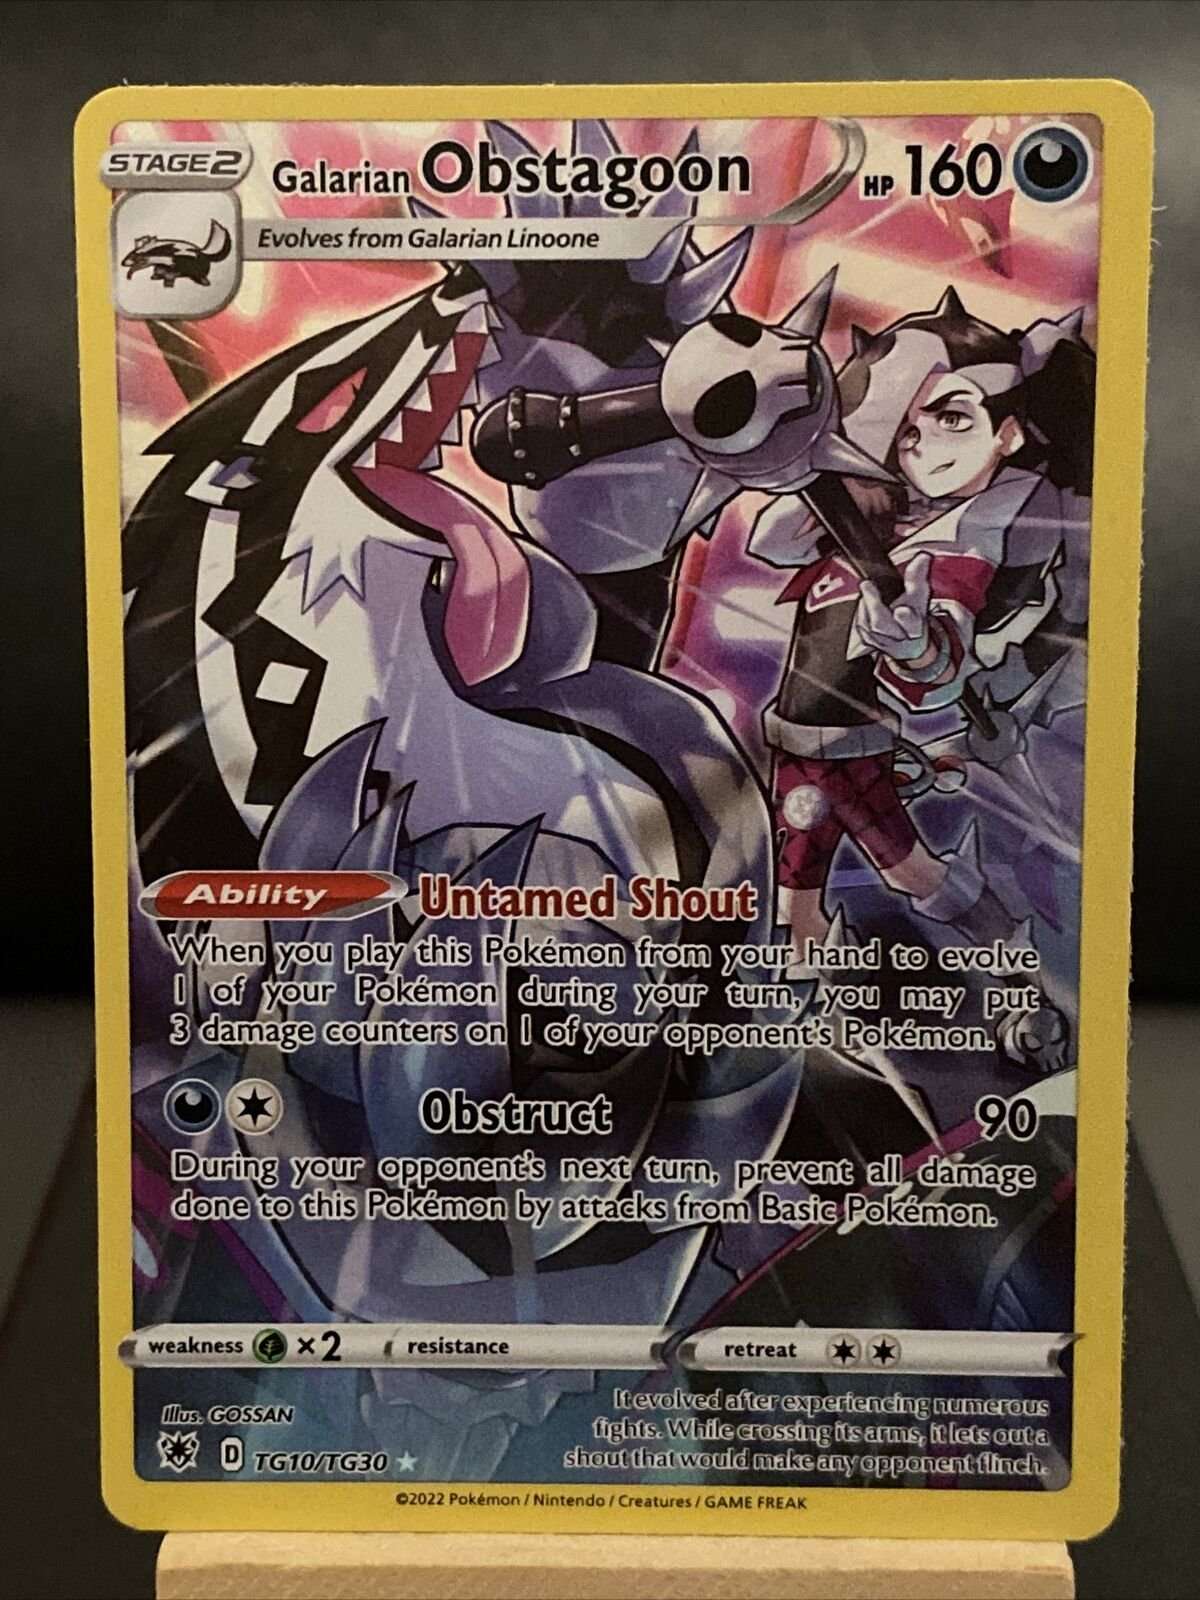 STAGE 2
Galarian Obstagoon
HP 160
Evolves from Galarian Linoone
Ability Untamed Shout
When you play this Pokémon from your hand to evolve
1 of your Pokémon during your turn, you may put
3 damage counters on 1 of your opponent's Pokémon.
Obstruct 90
During your opponent's next turn, prevent all damage
done to this Pokémon by attacks from Basic Pokémon.
weakness ×2 resistance retreat
Illus. GOSSAN
D TG10/TG30
It evolved after experiencing numerous
fights. While crossing its arms, it lets out a
shout that would make any opponent flinch.
©2022 Pokémon / Nintendo / Creatures / GAME FREAK